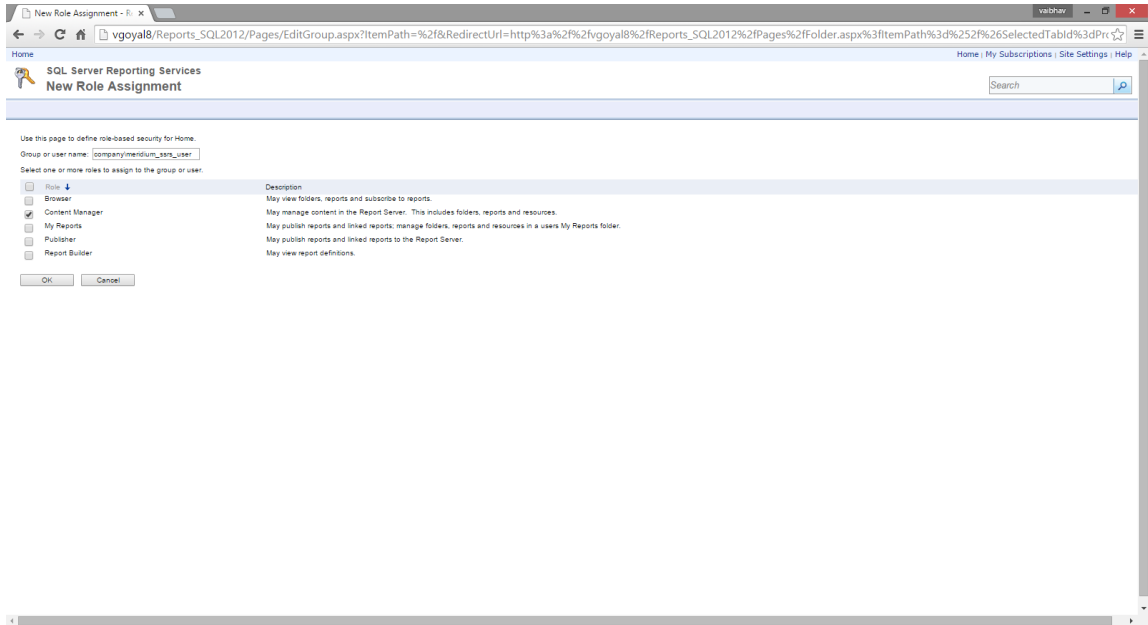 New Role Assignment - R
vaibhav
vgoyal8/Reports_SQL2012/Pages/EditGroup.aspx?ItemPath=%2f&RedirectUrl=http%3a%2f%2fvgoyal8%2fReports_SQL2012%2fPages%2fFolder.aspx%3fItemPath%3d%252f%26SelectedTabId%3dPro
Home
Home | My Subscriptions | Site Settings | Help
SQL Server Reporting Services
New Role Assignment
Search
Use this page to define role-based security for Home.
Group or user name: company\meridium_ssrs_user
Select one or more roles to assign to the group or user.
Role ↓ Description
Browser May view folders, reports and subscribe to reports.
Content Manager May manage content in the Report Server. This includes folders, reports and resources.
My Reports May publish reports and linked reports; manage folders, reports and resources in a users My Reports folder.
Publisher May publish reports and linked reports to the Report Server.
Report Builder May view report definitions.
OK Cancel